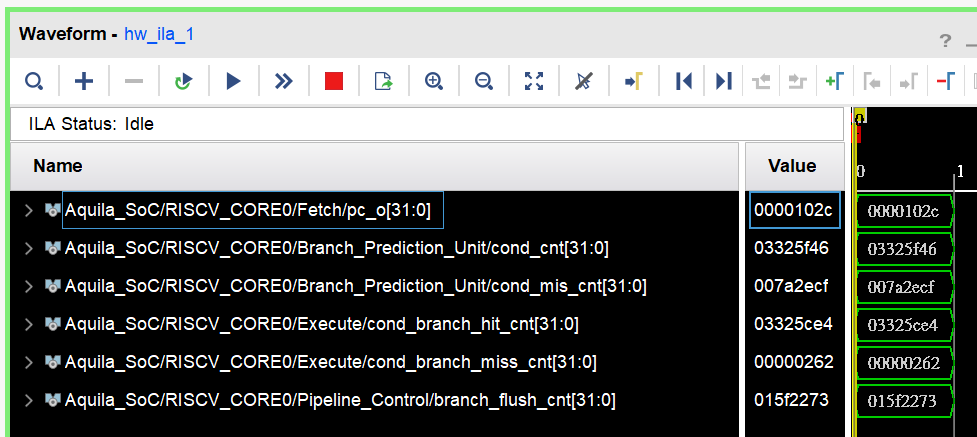 Waveform - hw_ila_1
?
ILA Status: Idle
Name Value
0
0 1
Aquila_SoC/RISCV_CORE0/Fetch/pc_o[31:0] 0000102c 0000102c
Aquila_SoC/RISCV_CORE0/Branch_Prediction_Unit/cond_cnt[31:0] 03325f46 03325f46
Aquila_SoC/RISCV_CORE0/Branch_Prediction_Unit/cond_mis_cnt[31:0] 007a2ecf 007a2ecf
Aquila_SoC/RISCV_CORE0/Execute/cond_branch_hit_cnt[31:0] 03325ce4 03325ce4
Aquila_SoC/RISCV_CORE0/Execute/cond_branch_miss_cnt[31:0] 00000262 00000262
Aquila_SoC/RISCV_CORE0/Pipeline_Control/branch_flush_cnt[31:0] 015f2273 015f2273